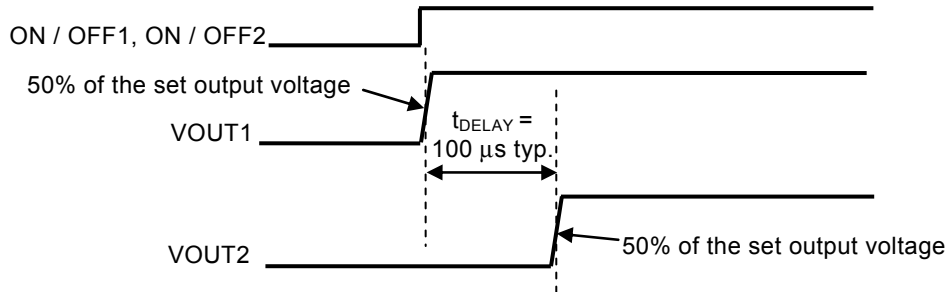 ON / OFF1, ON / OFF2
50% of the set output voltage
VOUT1
tDELAY =
100 μs typ.
VOUT2
50% of the set output voltage